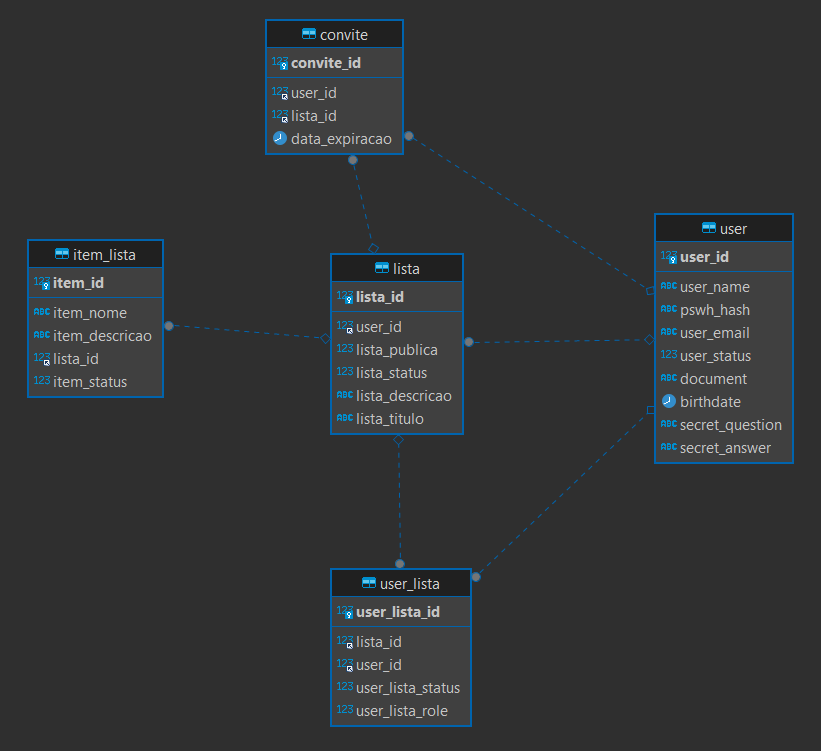 convite
convite_id
user_id
lista_id
data_expiracao
item_lista
item_id
item_nome
item_descricao
lista_id
item_status
lista
lista_id
user_id
lista_publica
lista_status
lista_descricao
lista_titulo
user
user_id
user_name
pswh_hash
user_email
user_status
document
birthdate
secret_question
secret_answer
user_lista
user_lista_id
lista_id
user_id
user_lista_status
user_lista_role